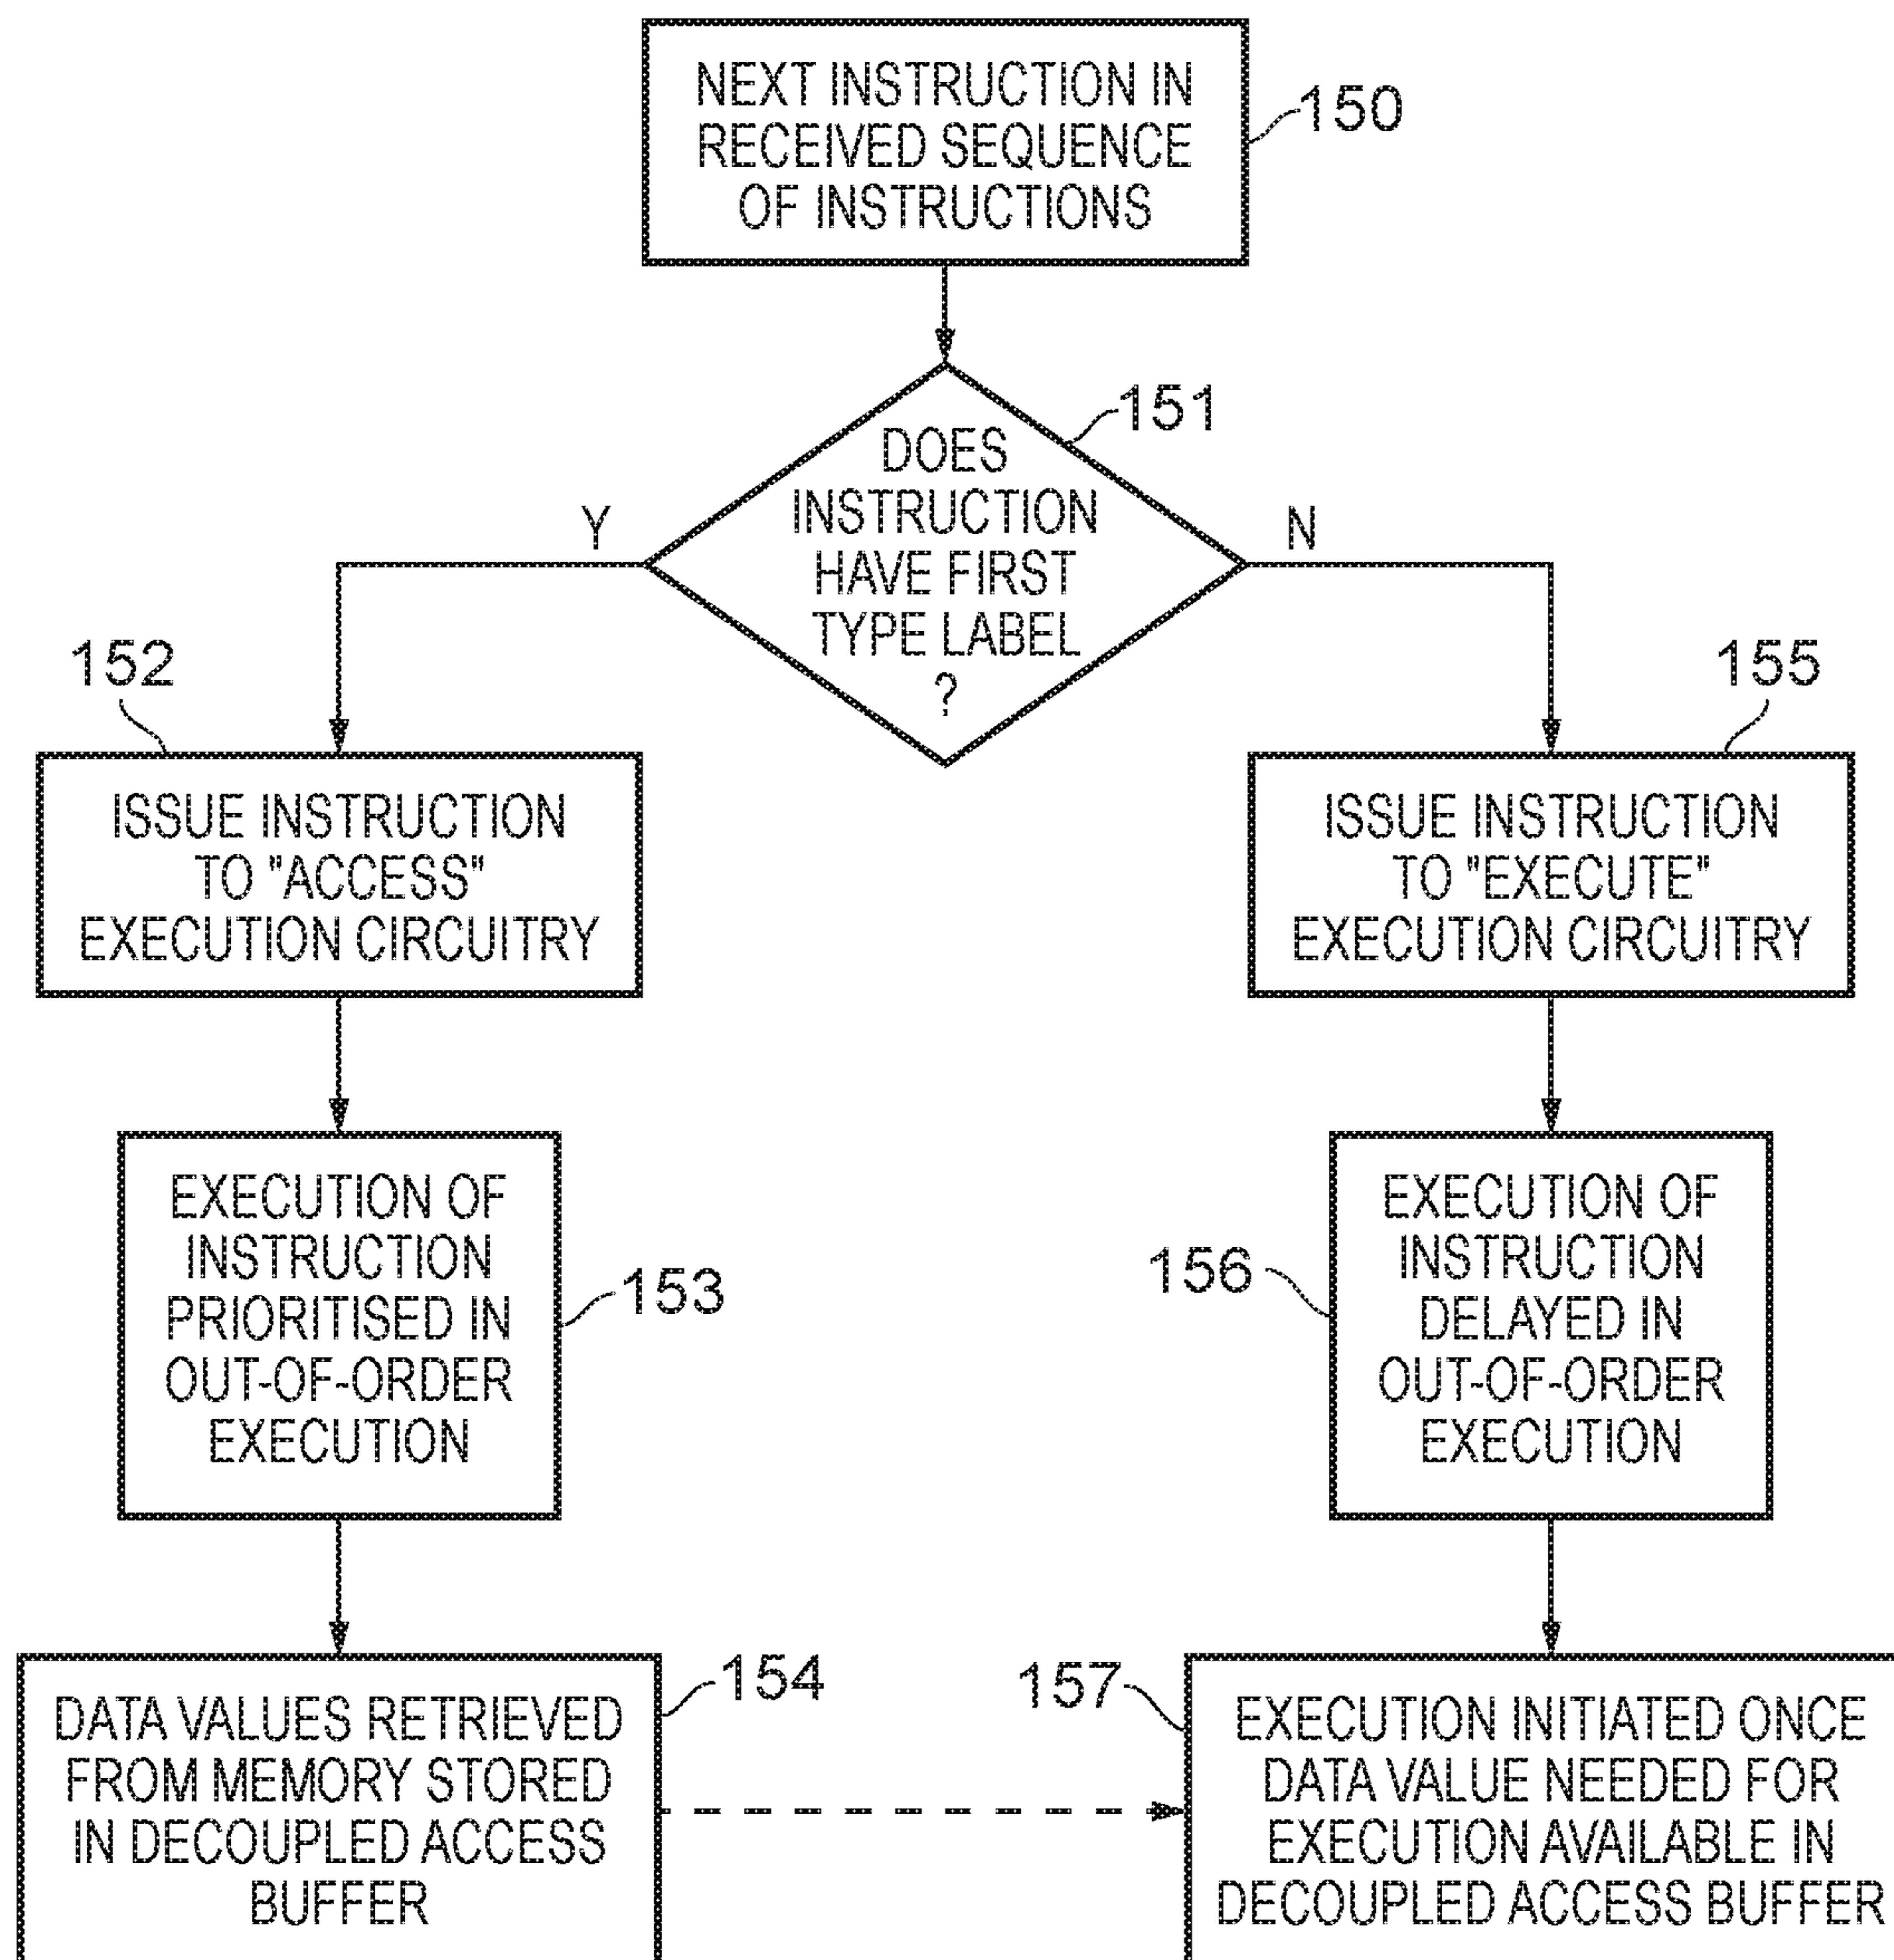 NEXT INSTRUCTION IN
RECEIVED SEQUENCE
OF INSTRUCTIONS
150
151
DOES
INSTRUCTION
HAVE FIRST
TYPE LABEL
?
Y
N
152
ISSUE INSTRUCTION
TO "ACCESS"
EXECUTION CIRCUITRY
155
ISSUE INSTRUCTION
TO "EXECUTE"
EXECUTION CIRCUITRY
EXECUTION OF
INSTRUCTION
PRIORITISED IN
OUT-OF-ORDER
EXECUTION
153
156
EXECUTION OF
INSTRUCTION
DELAYED IN
OUT-OF-ORDER
EXECUTION
DATA VALUES RETRIEVED
FROM MEMORY STORED
IN DECOUPLED ACCESS
BUFFER
154
157
EXECUTION INITIATED ONCE
DATA VALUE NEEDED FOR
EXECUTION AVAILABLE IN
DECOUPLED ACCESS BUFFER